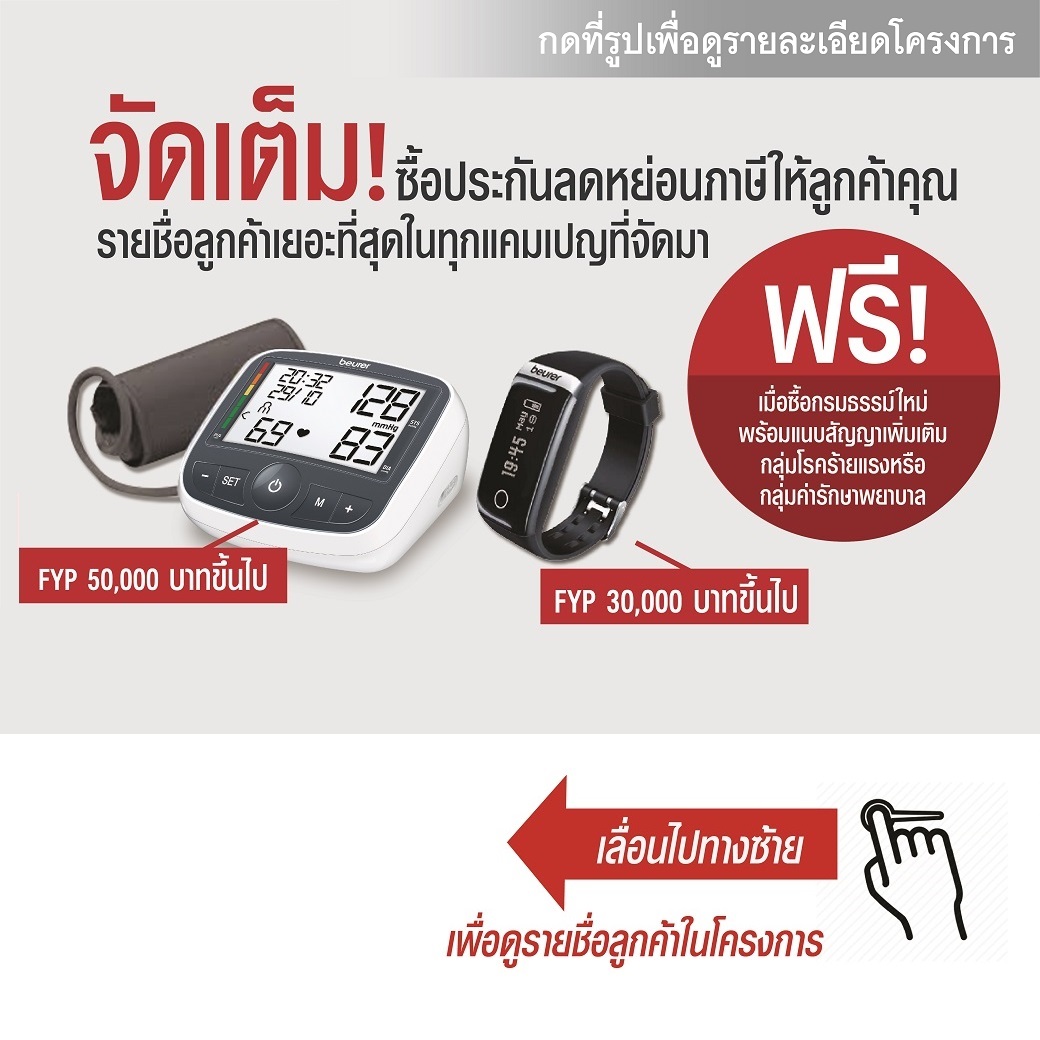 กดที่รูปเพื่อดูรายละเอียดโครงการ
จัดเต็ม! ซื้อประกันลดหย่อนภาษีให้ลูกค้าคุณ
รายชื่อลูกค้าเยอะที่สุดในทุกแคมเปญที่จัดมา
ฟรี!
เมื่อซื้อกรมธรรม์ใหม่
พร้อมแนบสัญญาเพิ่มเติม
กลุ่มโรคร้ายแรงหรือ
กลุ่มค่ารักษาพยาบาล
beurer
20:32
29/10
128
SYS
mmHg
69
83
DIA
- SET M +
beurer
May
19
19:45
FYP 50,000 บาทขึ้นไป
FYP 30,000 บาทขึ้นไป
เลื่อนไปทางซ้าย
เพื่อดูรายชื่อลูกค้าในโครงการ